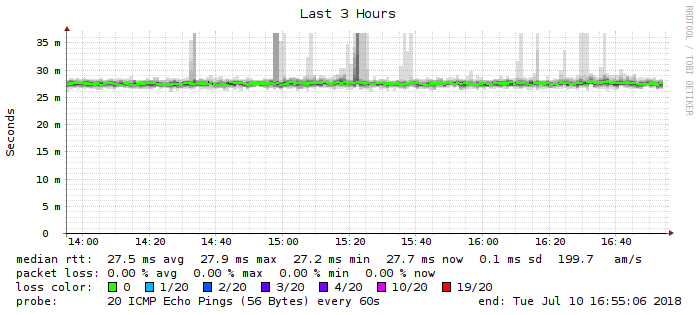 Last 3 Hours
RRDTOOL / TOBI OETIKER
Seconds
35 m
30 m
25 m
20 m
15 m
10 m
5 m
0
14:00 14:20 14:40 15:00 15:20 15:40 16:00 16:20 16:40
median rtt: 27.5 ms avg 27.9 ms max 27.2 ms min 27.7 ms now 0.1 ms sd 199.7 am/s
packet loss: 0.00 % avg 0.00 % max 0.00 % min 0.00 % now
loss color: 0 1/20 2/20 3/20 4/20 10/20 19/20
probe: 20 ICMP Echo Pings (56 Bytes) every 60s end: Tue Jul 10 16:55:06 2018